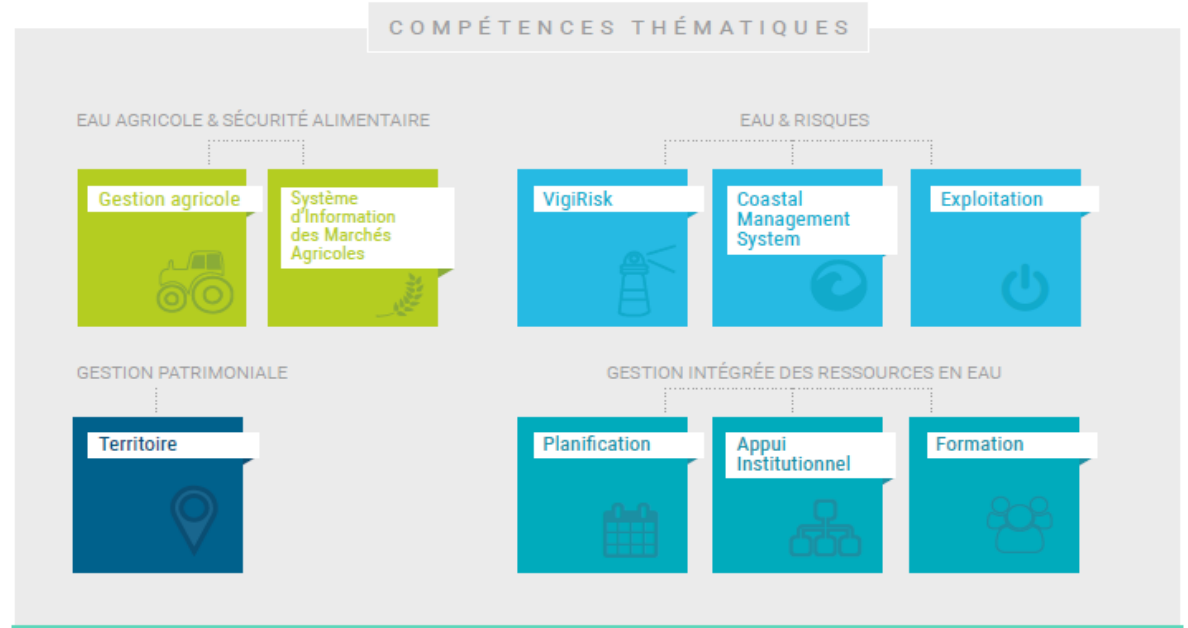 COMPÉTENCES THÉMATIQUES
EAU AGRICOLE & SÉCURITÉ ALIMENTAIRE
Gestion agricole
Système
d'Information
des Marchés
Agricoles
EAU & RISQUES
VigiRisk
Coastal
Management
System
Exploitation
GESTION PATRIMONIALE
Territoire
GESTION INTÉGRÉE DES RESSOURCES EN EAU
Planification
Appui
Institutionnel
Formation